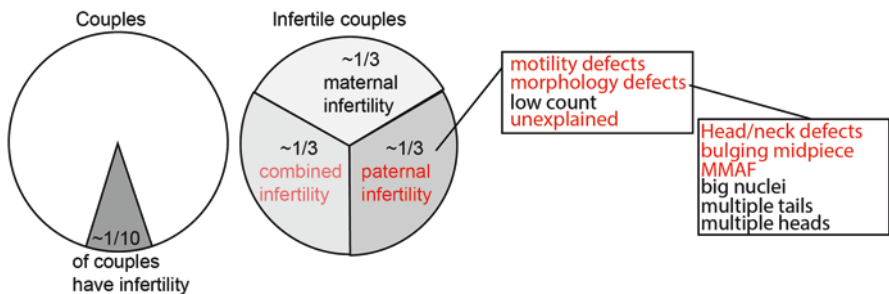 Couples
~1/10
of couples
have infertility
Infertile couples
~1/3
maternal
infertility
~1/3
combined
infertility
~1/3
paternal
infertility
motility defects
morphology defects
low count
unexplained
Head/neck defects
bulging midpiece
MMAF
big nuclei
multiple tails
multiple heads